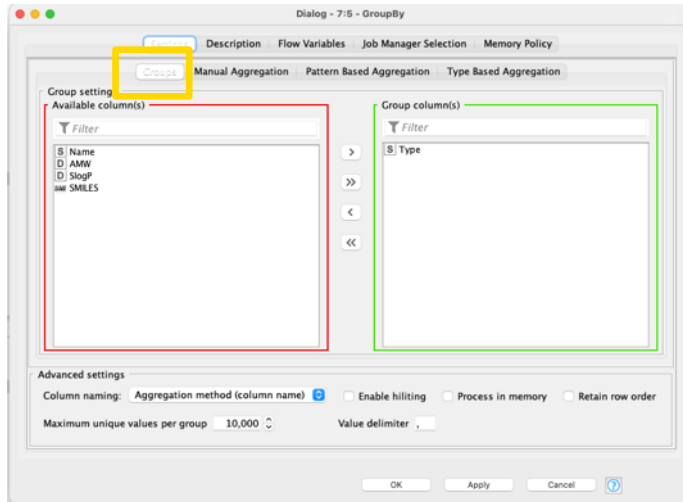 Dialog - 7:5 - GroupBy
Settings Description Flow Variables Job Manager Selection Memory Policy
Groups Manual Aggregation Pattern Based Aggregation Type Based Aggregation
Group settings
Available column(s) Group column(s)
Filter Filter
S Name S Type
D AMW
D SlogP
SMILES
> 
>>
<
<<
Advanced settings
Column naming: Aggregation method (column name) Enable hiliting Process in memory Retain row order
Maximum unique values per group 10,000 Value delimiter ,
OK Apply Cancel ?